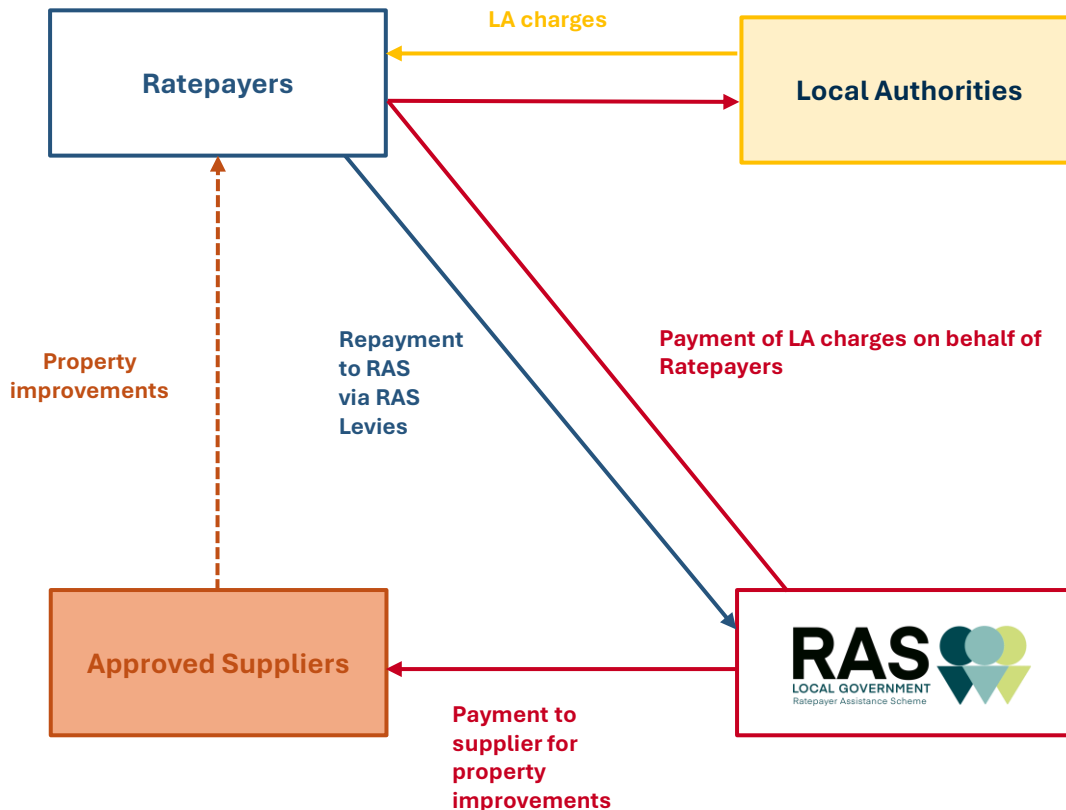 LA charges
Ratepayers
Local Authorities
Property
improvements
Repayment
to RAS
via RAS
Levies
Payment of LA charges on behalf of
Ratepayers
Approved Suppliers
RAS
LOCAL GOVERNMENT
Ratepayer Assistance Scheme
Payment to
supplier for
property
improvements